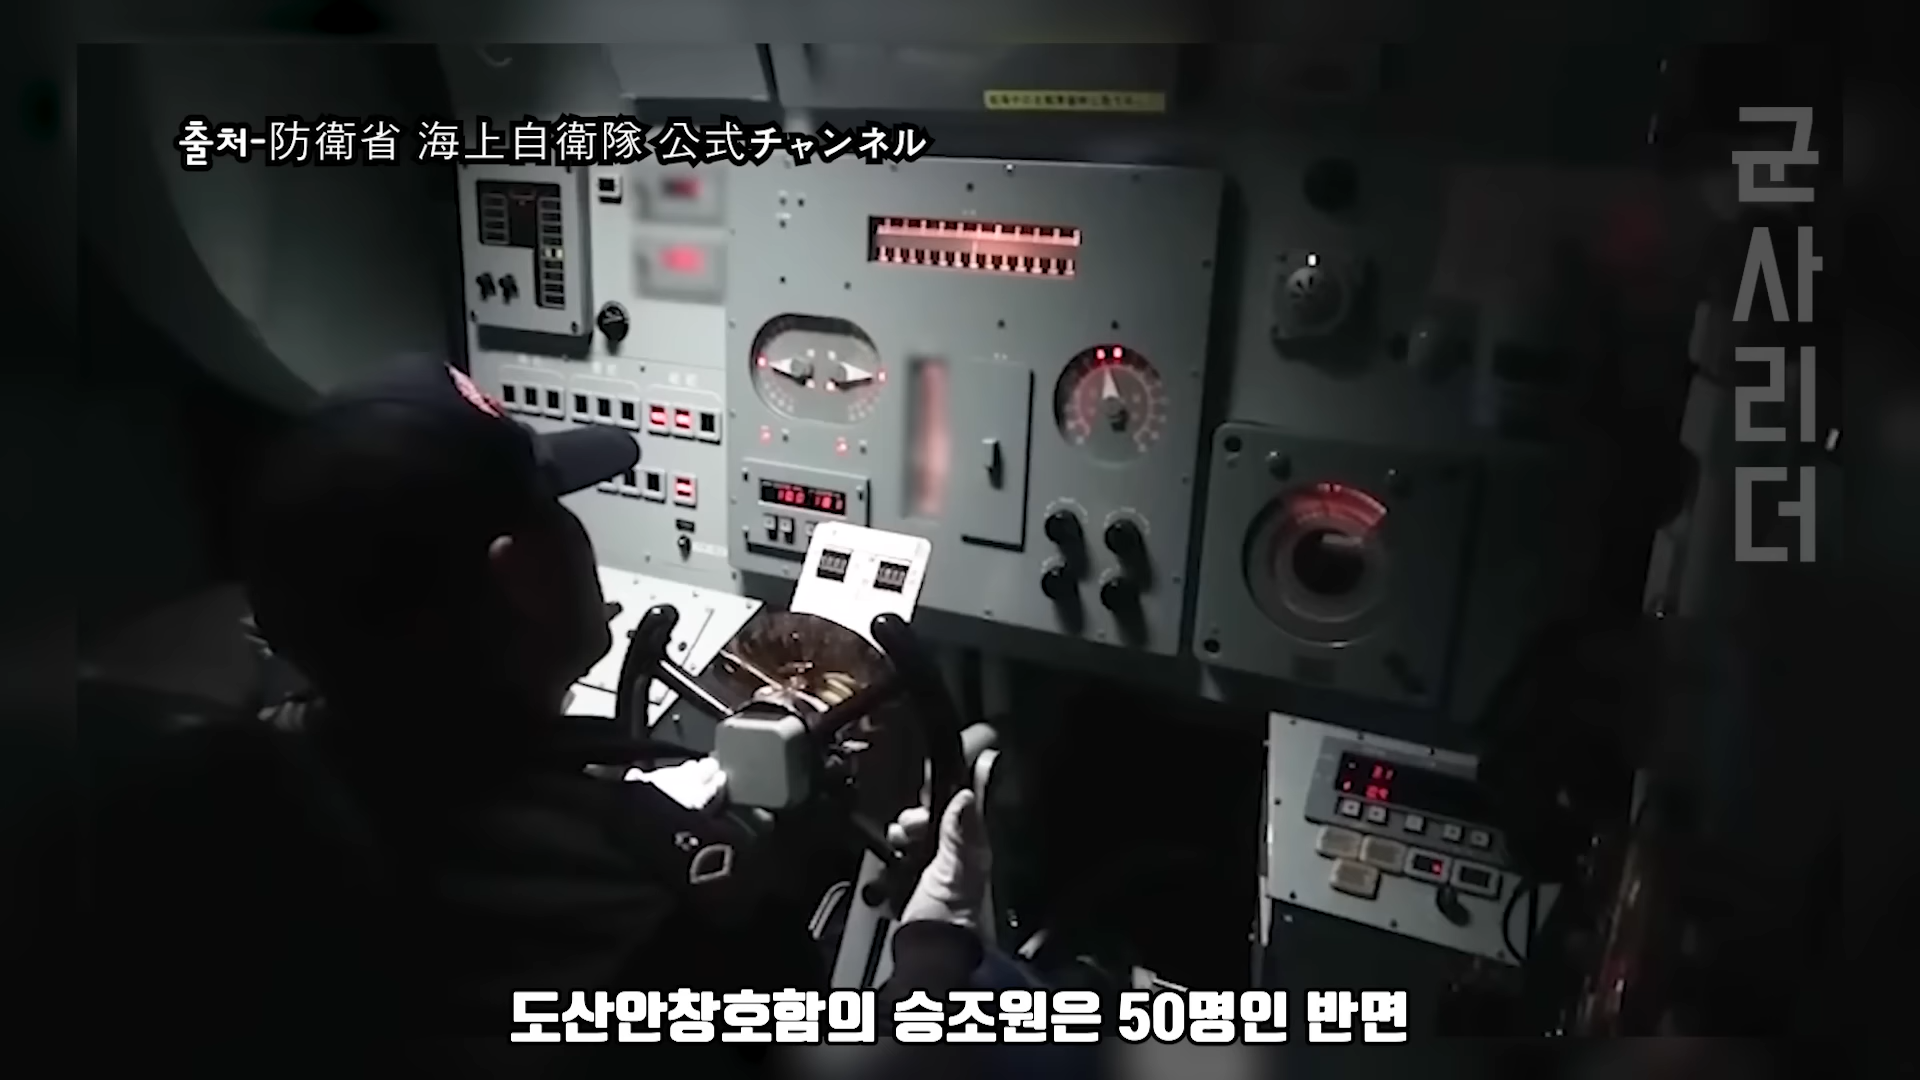 출처-防衛省 海上自衛隊 公式チャンネル
군사리더
도산안창호함의 승조원은 50명인 반면